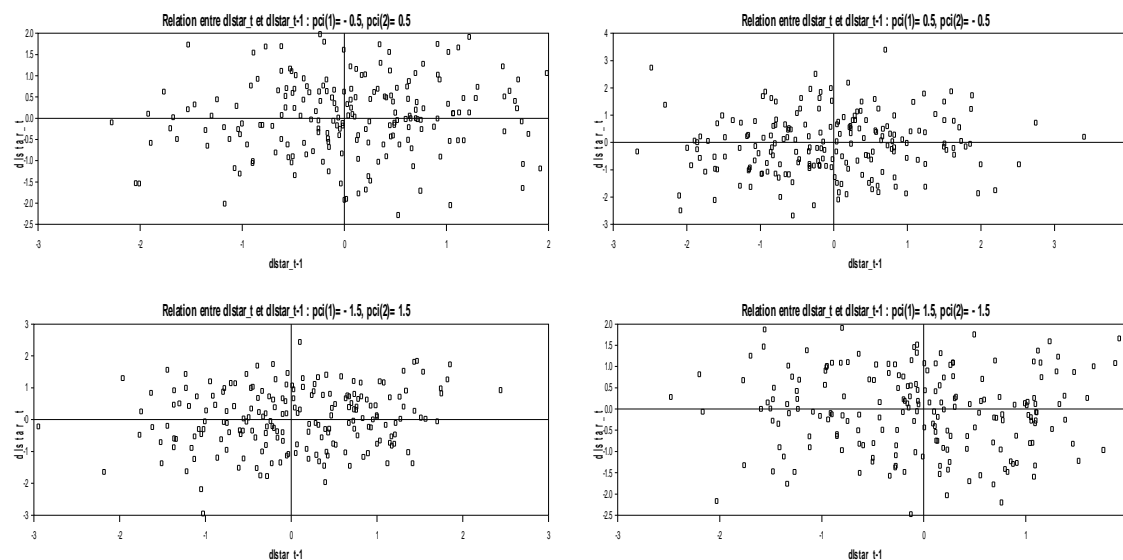 Relation entre dlstar_t et dlstar_t-1 : pci(1)= - 0.5, pci(2)= 0.5
2.0
1.5
1.0
0.5
0.0
-0.5
-1.0
-1.5
-2.0
-2.5
dlstar_t
-3 -2 -1 0 1 2
dlstar_t-1
Relation entre dlstar_t et dlstar_t-1 : pci(1)= 0.5, pci(2)= - 0.5
4
3
2
1
0
-1
-2
-3
dlstar_t
-3 -2 -1 0 1 2 3
dlstar_t-1
Relation entre dlstar_t et dlstar_t-1 : pci(1)= - 1.5, pci(2)= 1.5
3
2
1
0
-1
-2
-3
dlstar_t
-3 -2 -1 0 1 2 3
dlstar_t-1
Relation entre dlstar_t et dlstar_t-1 : pci(1)= 1.5, pci(2)= - 1.5
2.0
1.5
1.0
0.5
0.0
-0.5
-1.0
-1.5
-2.0
-2.5
dlstar_t
-3 -2 -1 0 1
dlstar_t-1